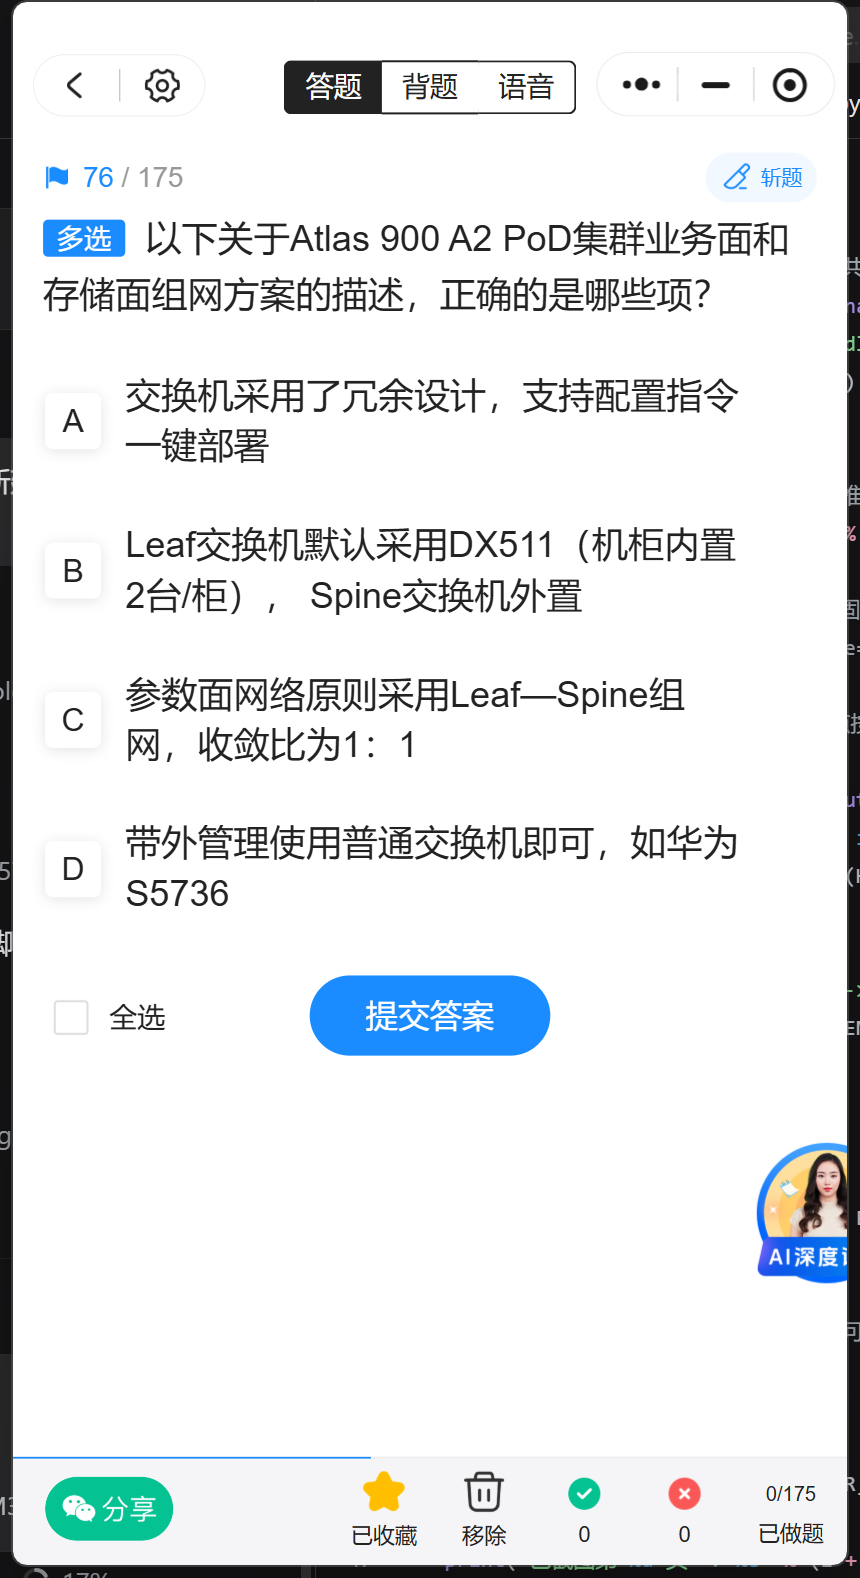 答题
背题
语音
76 / 175
斩题
多选 以下关于Atlas 900 A2 PoD集群业务面和
存储面组网方案的描述，正确的是哪些项？
A
交换机采用了冗余设计，支持配置指令
一键部署
B
Leaf交换机默认采用DX511（机柜内置
2台/柜）， Spine交换机外置
C
参数面网络原则采用Leaf—Spine组
网，收敛比为1：1
D
带外管理使用普通交换机即可，如华为
S5736
全选
提交答案
AI深度
分享
已收藏
移除
0
0
0/175
已做题